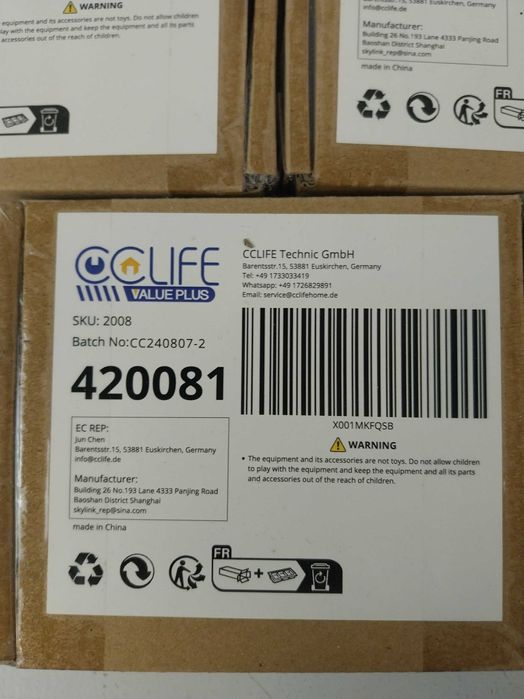 WARNING
equipment and its accessories are not toys. Do not allow children
play with the equipment and keep the equipment and all its parts
accessories out of the reach of children.
53881 Euskirchen, Germany
info@cclife.de
Manufacturer:
Building 26 No.193 Lane 4333 Panjing Road
Baoshan District Shanghai
skylink_rep@sina.com
made in China
FR
CCLIFE
VALUE PLUS
CCLIFE Technic GmbH
Barentsstr.15, 53881 Euskirchen, Germany
Tel: +49 1733033419
Whatsapp: +49 1726829891
Email: service@cclifehome.de
SKU: 2008
Batch No:CC240807-2
420081
X001MKFQSB
EC REP:
Jun Chen
Barentsstr.15, 53881 Euskirchen, Germany
info@cclife.de
Manufacturer:
Building 26 No.193 Lane 4333 Panjing Road
Baoshan District Shanghai
skylink_rep@sina.com
made in China
WARNING
• The equipment and its accessories are not toys. Do not allow children
to play with the equipment and keep the equipment and all its parts
and accessories out of the reach of children.
FR